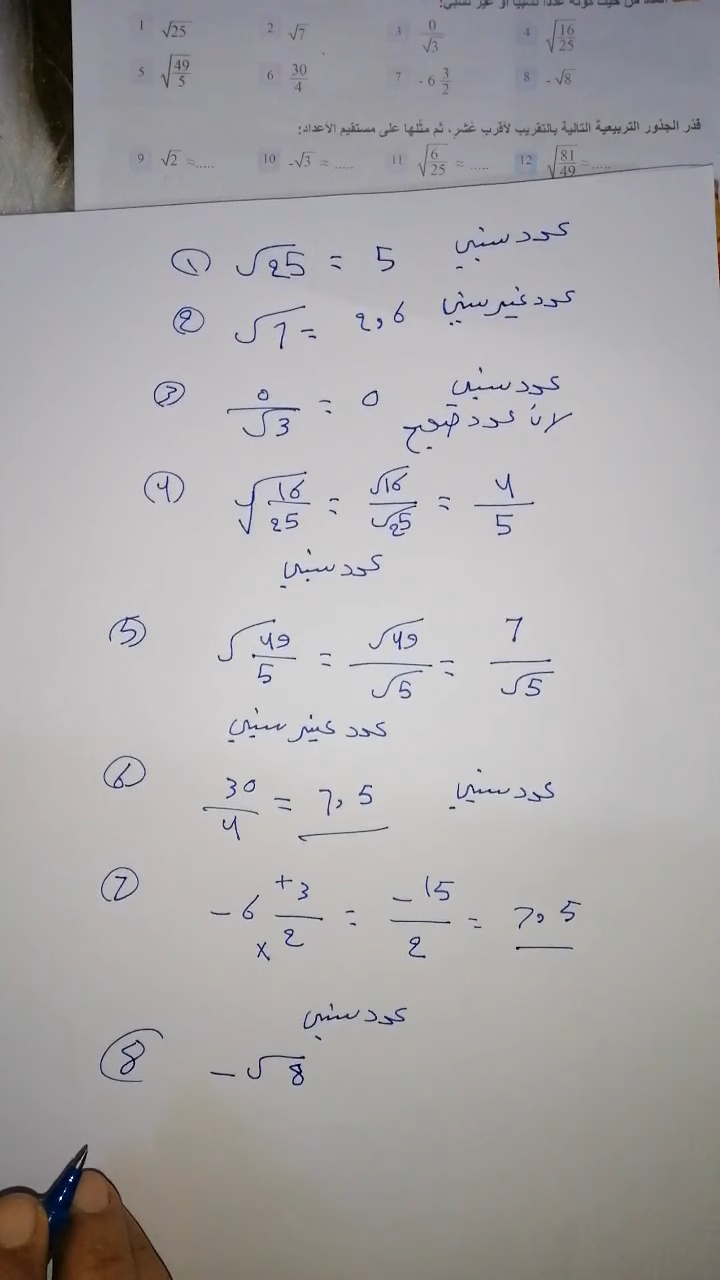 1 √25 2 √7 3 0/√3 4 √(16/25)
5 √(49/5) 6 30/4 7 -6 3/2 8 -√8
قدّر الجذور التربيعية التالية بالتقريب لأقرب عُشر، ثم مثّلها على مستقيم الأعداد:
9 √2 ≈..... 10 -√3 ≈ ..... 11 √(6/25) ≈ ..... 12 √(81/49) ≈.....
① √25 = 5 عدد نسبي
② √7 = 2,6 عدد غير نسبي
③ 0/√3 = 0 عدد نسبي
لأن عدد صحيح
④ √(16/25) = √16/√25 = 4/5
عدد نسبي
⑤ √(49/5) = √49/√5 = 7/√5
عدد غير نسبي
⑥ 30/4 = 7,5 عدد نسبي
⑦ -6 +3/×2 = -15/2 = 7,5
عدد نسبي
⑧ -√8